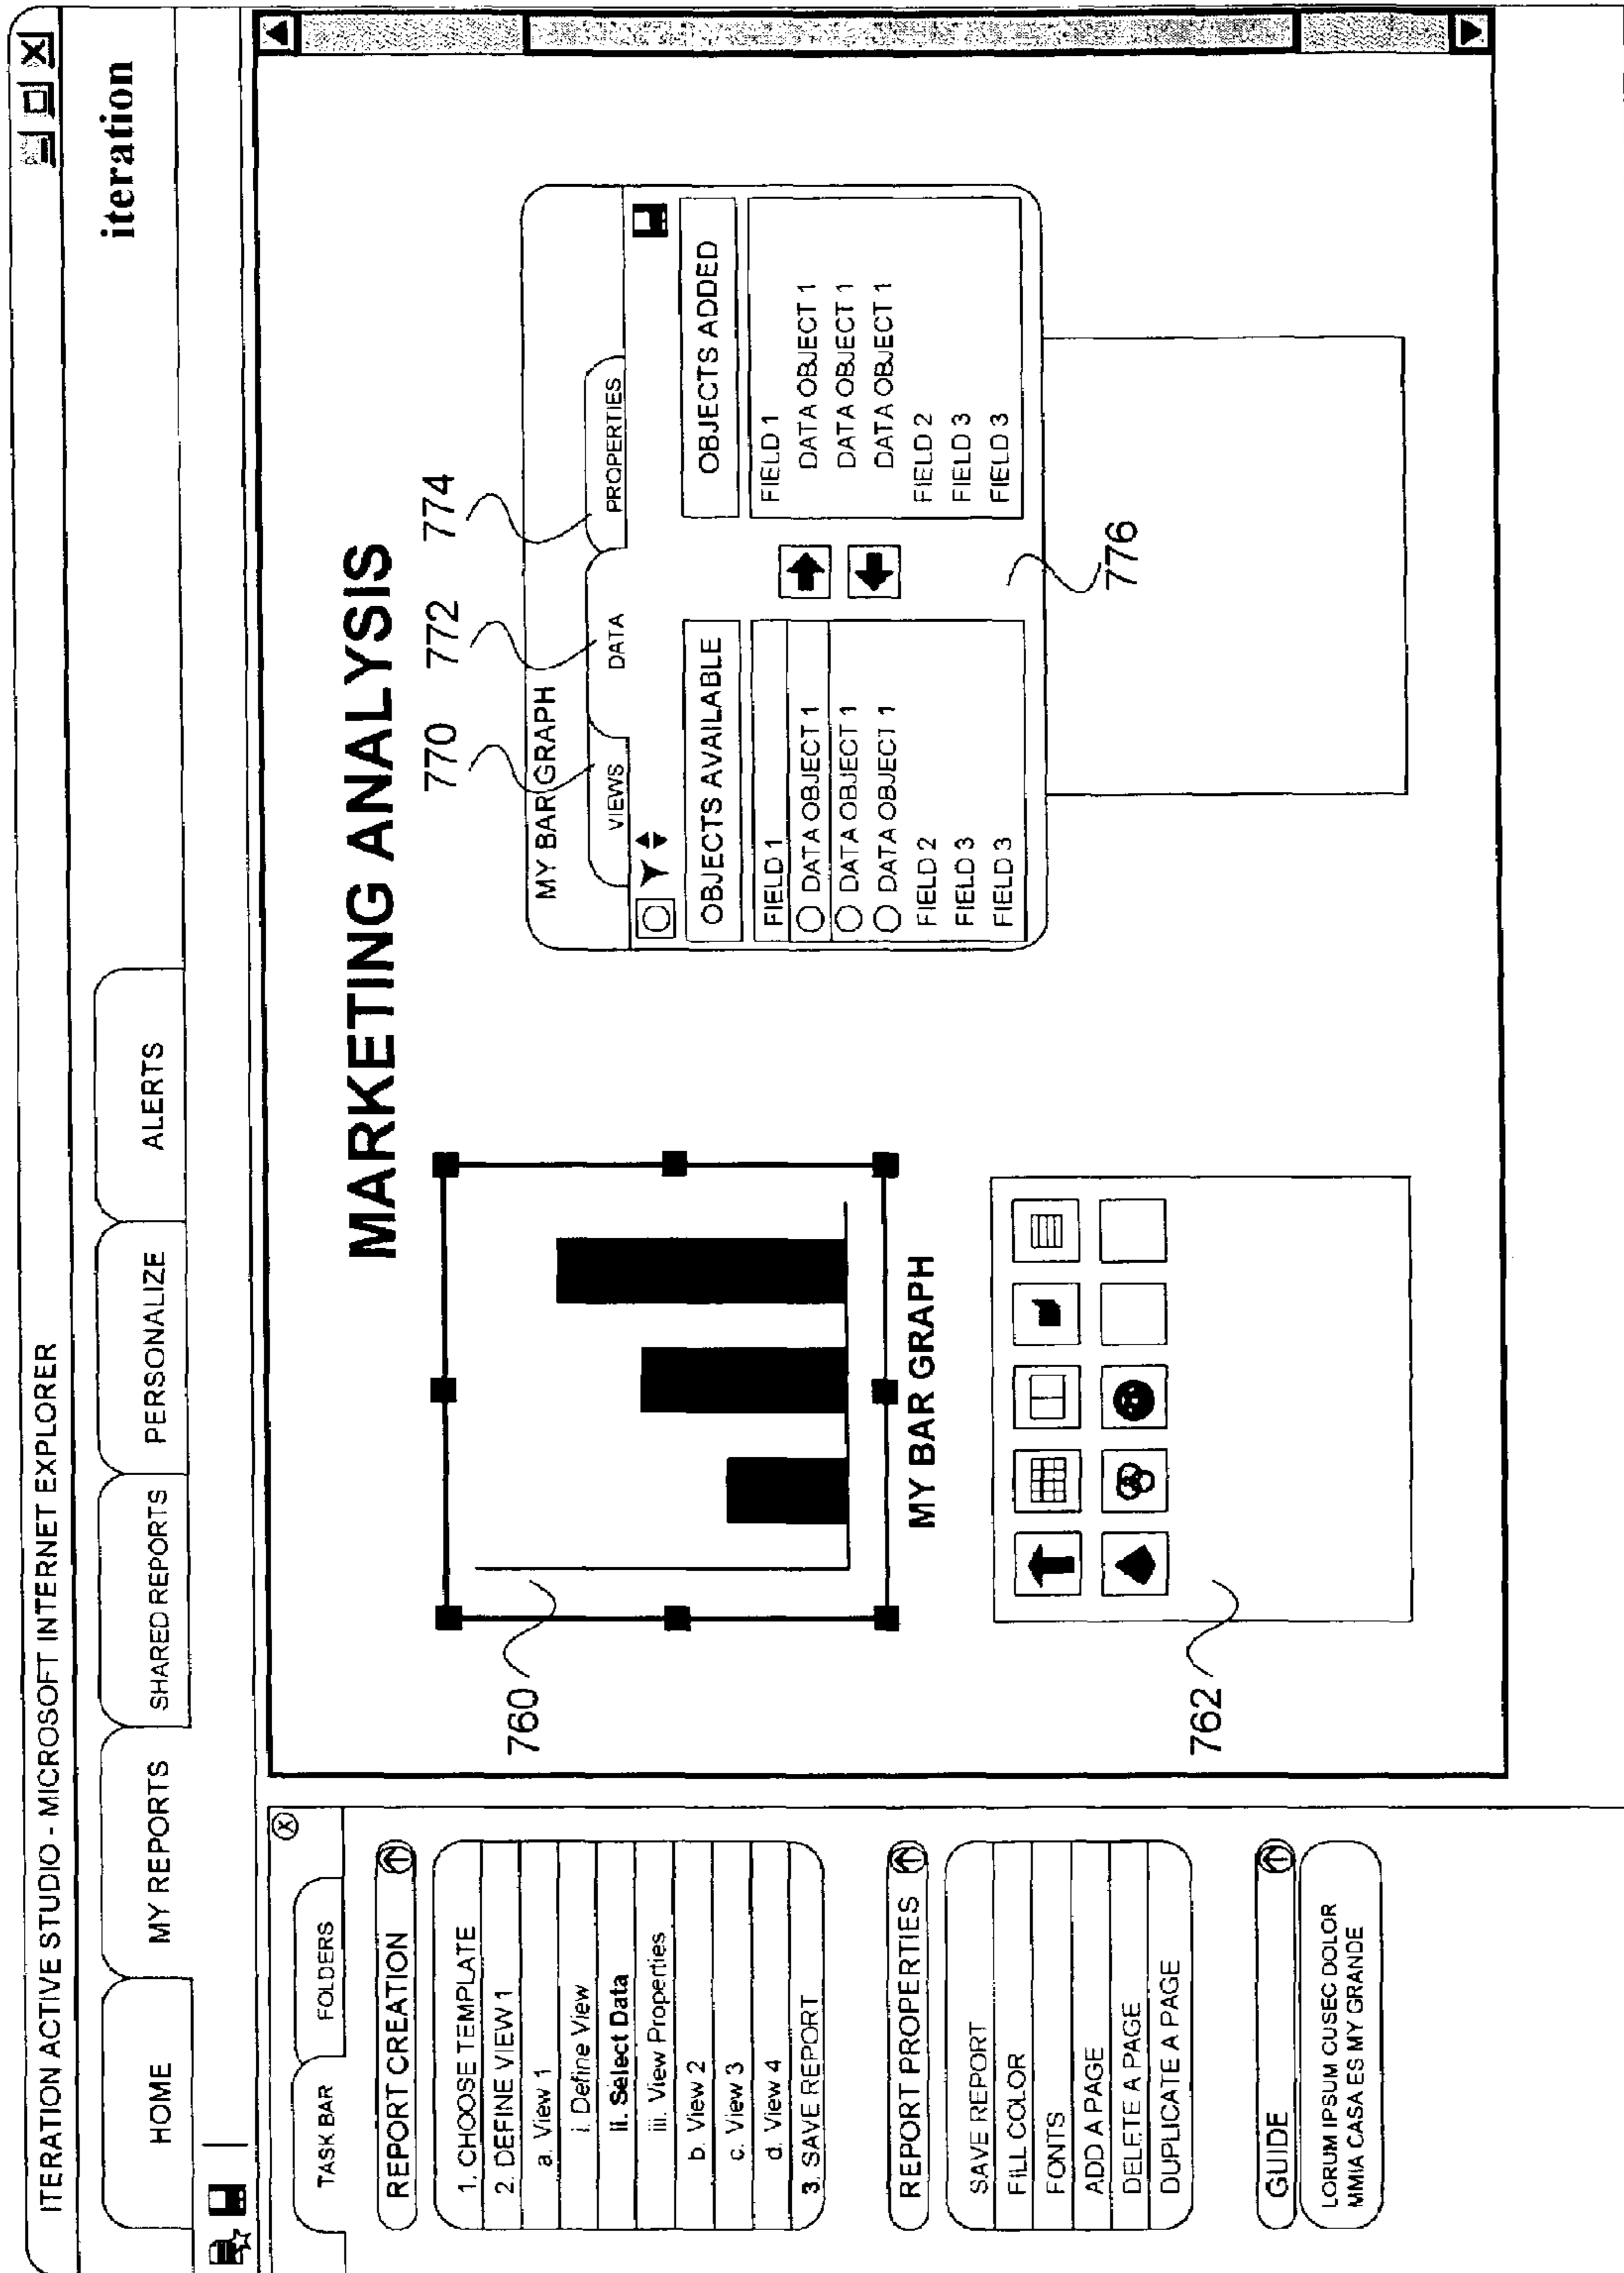 ITERATION ACTIVE STUDIO - MICROSOFT INTERNET EXPLORER
HOME
MY REPORTS
SHARED REPORTS
PERSONALIZE
ALERTS
iteration
TASK BAR
FOLDERS
REPORT CREATION
1. CHOOSE TEMPLATE
2. DEFINE VIEW 1
a. View 1
i. Define View
ii. Select Data
iii. View Properties
b. View 2
c. View 3
d. View 4
3. SAVE REPORT
REPORT PROPERTIES
SAVE REPORT
FILL COLOR
FONTS
ADD A PAGE
DELETE A PAGE
DUPLICATE A PAGE
GUIDE
LORUM IPSUM CUSEC DOLOR
MMIA CASA ES MY GRANDE
MARKETING ANALYSIS
760
MY BAR GRAPH
762
770
772
774
MY BAR GRAPH
VIEWS
DATA
PROPERTIES
OBJECTS AVAILABLE
FIELD 1
DATA OBJECT 1
DATA OBJECT 1
DATA OBJECT 1
FIELD 2
FIELD 3
FIELD 3
OBJECTS ADDED
FIELD 1
DATA OBJECT 1
DATA OBJECT 1
DATA OBJECT 1
FIELD 2
FIELD 3
FIELD 3
776